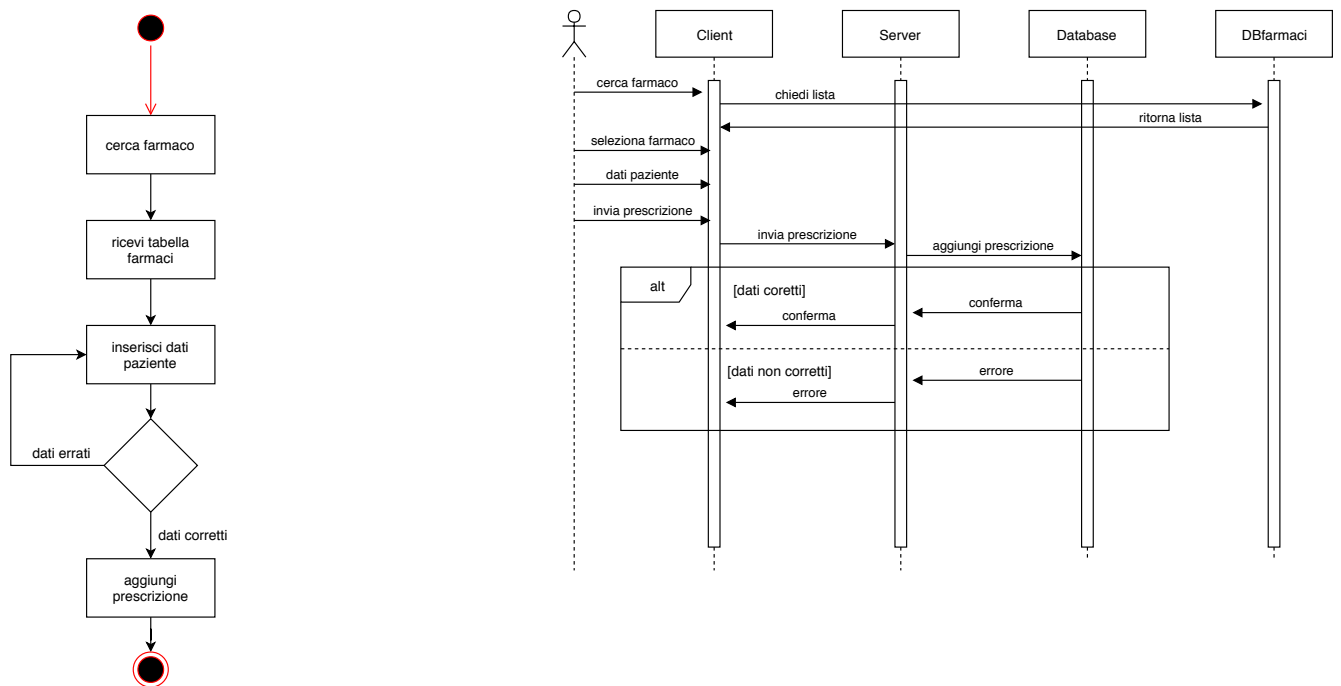 cerca farmaco
ricevi tabella
farmaci
inserisci dati
paziente
dati errati
dati corretti
aggiungi
prescrizione
Client
Server
Database
DBfarmaci
cerca farmaco
chiedi lista
ritorna lista
seleziona farmaco
dati paziente
invia prescrizione
invia prescrizione
aggiungi prescrizione
alt
[dati coretti]
conferma
conferma
[dati non corretti]
errore
errore